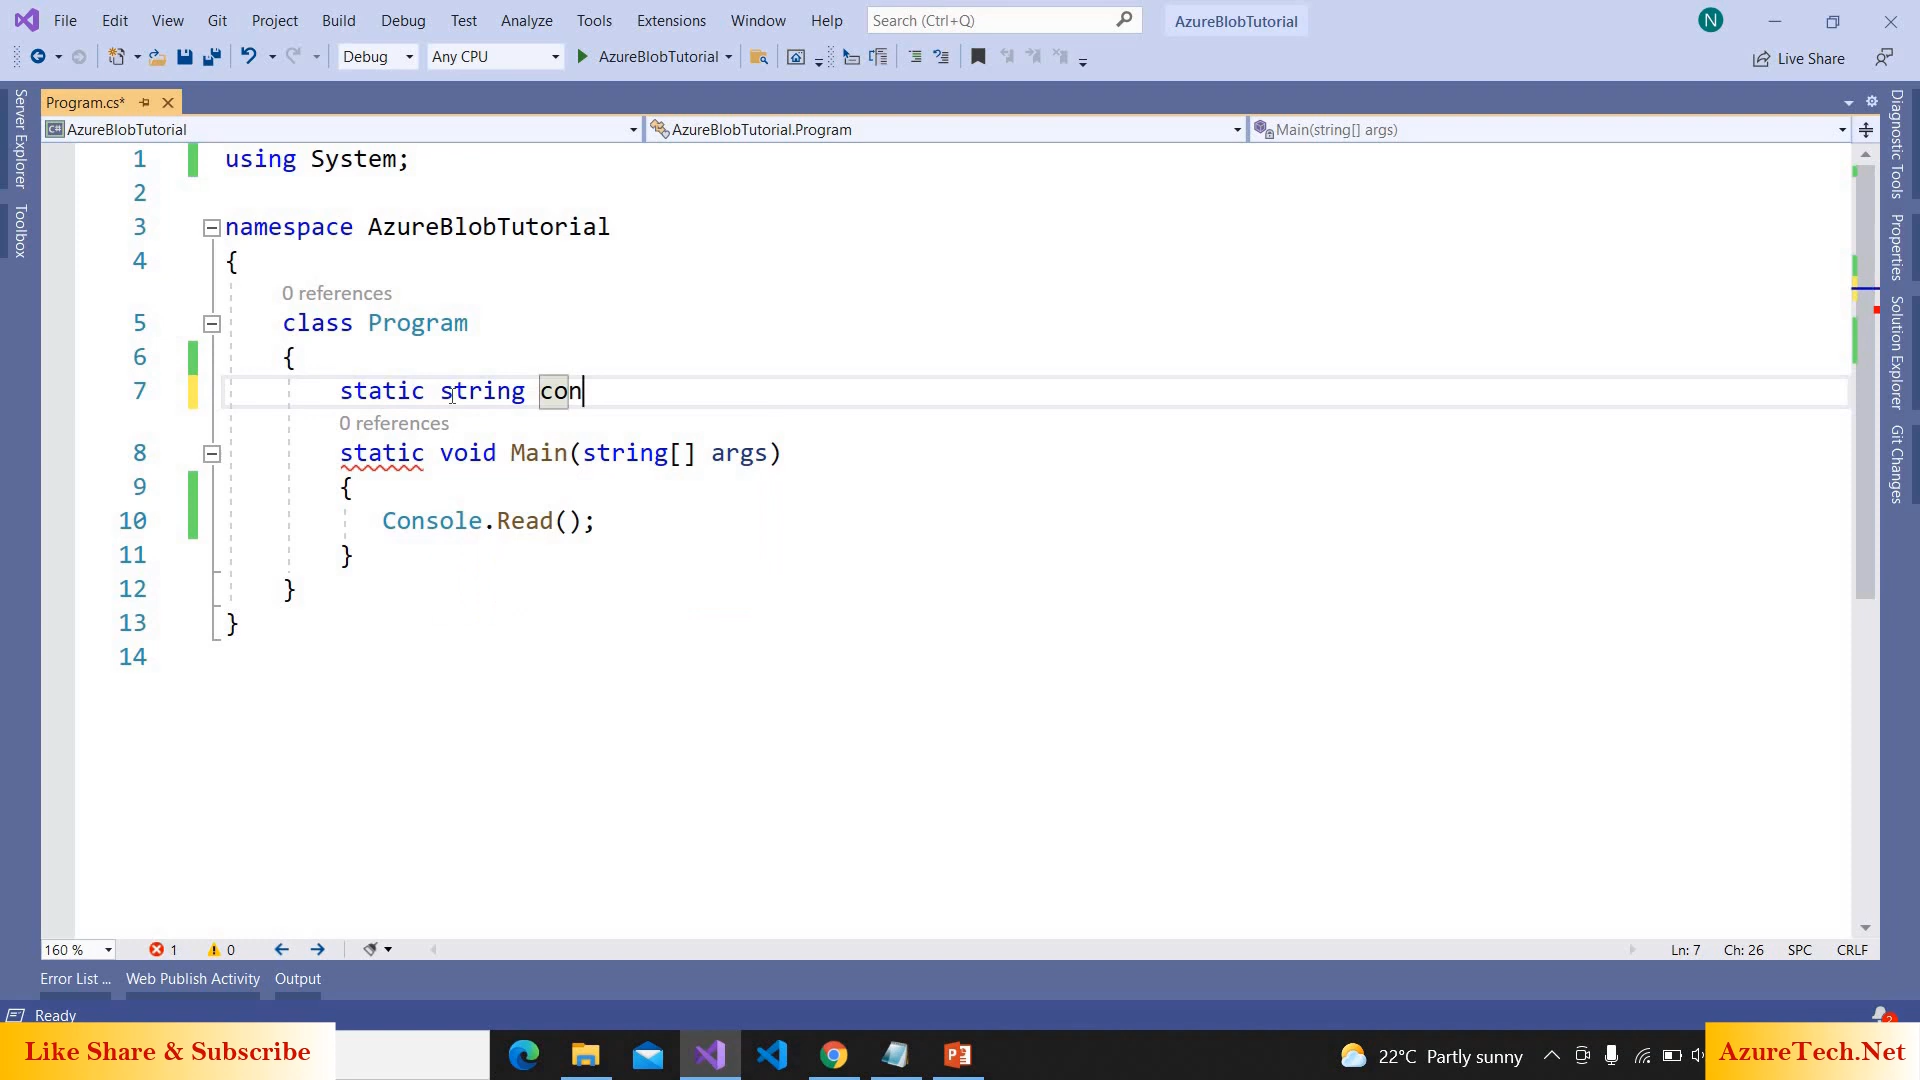 File Edit View Git Project Build Debug Test Analyze Tools Extensions Window Help Search (Ctrl+Q) AzureBlobTutorial N
Debug Any CPU AzureBlobTutorial Live Share
Program.cs*
C# AzureBlobTutorial AzureBlobTutorial.Program Main(string[] args)
Server Explorer
Toolbox
1 using System;
2
3 namespace AzureBlobTutorial
4 {
0 references
5 class Program
6 {
7 static string con
0 references
8 static void Main(string[] args)
9 {
10 Console.Read();
11 }
12 }
13 }
14
Diagnostic Tools
Properties
Solution Explorer
Git Changes
160 % 1 0 Ln: 7 Ch: 26 SPC CRLF
Error List ... Web Publish Activity Output
Ready 2
Like Share & Subscribe 22°C Partly sunny AzureTech.Net